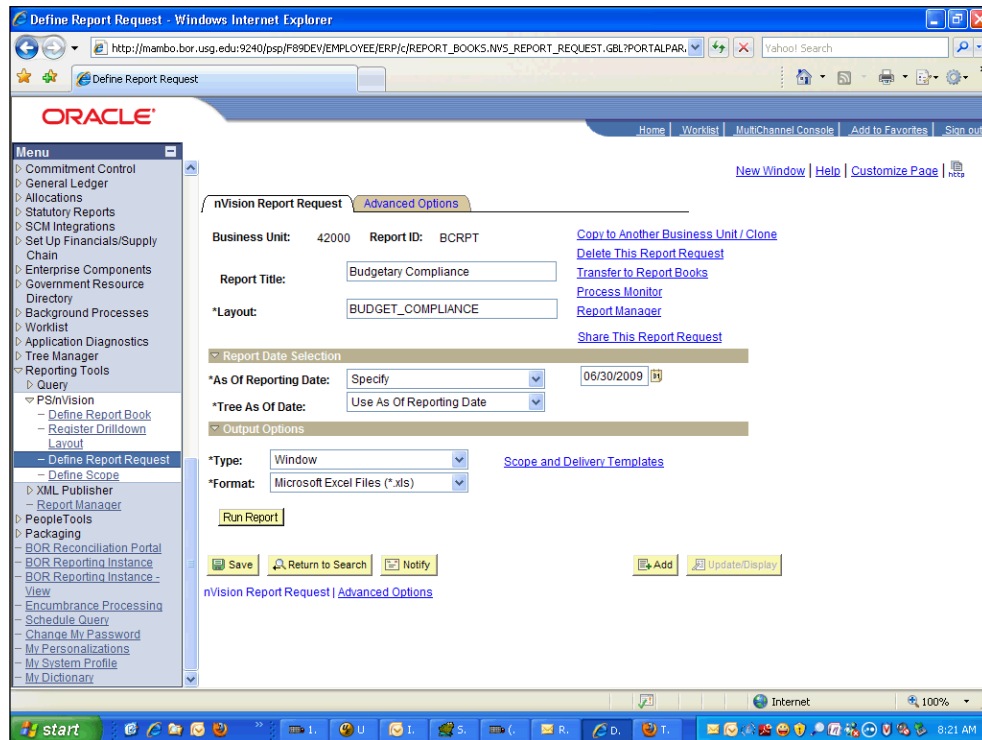 Define Report Request - Windows Internet Explorer
http://mambo.bor.usg.edu:9240/psp/F89DEV/EMPLOYEE/ERP/c/REPORT_BOOKS.NVS_REPORT_REQUEST.GBL?PORTALPAR.
Yahoo! Search
Define Report Request
ORACLE
Home | Worklist | MultiChannel Console | Add to Favorites | Sign out
Menu
Commitment Control
General Ledger
Allocations
Statutory Reports
SCM Integrations
Set Up Financials/Supply
Chain
Enterprise Components
Government Resource
Directory
Background Processes
Worklist
Application Diagnostics
Tree Manager
Reporting Tools
Query
PS/nVision
Define Report Book
Register Drilldown
Layout
Define Report Request
Define Scope
XML Publisher
Report Manager
PeopleTools
Packaging
BOR Reconciliation Portal
BOR Reporting Instance
BOR Reporting Instance -
View
Encumbrance Processing
Schedule Query
Change My Password
My Personalizations
My System Profile
My Dictionary
New Window | Help | Customize Page | http
nVision Report Request Advanced Options
Business Unit: 42000 Report ID: BCRPT
Copy to Another Business Unit / Clone
Delete This Report Request
Report Title: Budgetary Compliance
Transfer to Report Books
Process Monitor
*Layout: BUDGET_COMPLIANCE
Report Manager
Share This Report Request
Report Date Selection
*As Of Reporting Date: Specify 06/30/2009
*Tree As Of Date: Use As Of Reporting Date
Output Options
*Type: Window Scope and Delivery Templates
*Format: Microsoft Excel Files (*.xls)
Run Report
Save Return to Search Notify Add Update/Display
nVision Report Request | Advanced Options
Internet 100%
start 1. U I. S. (. R. D. T. 8:21 AM